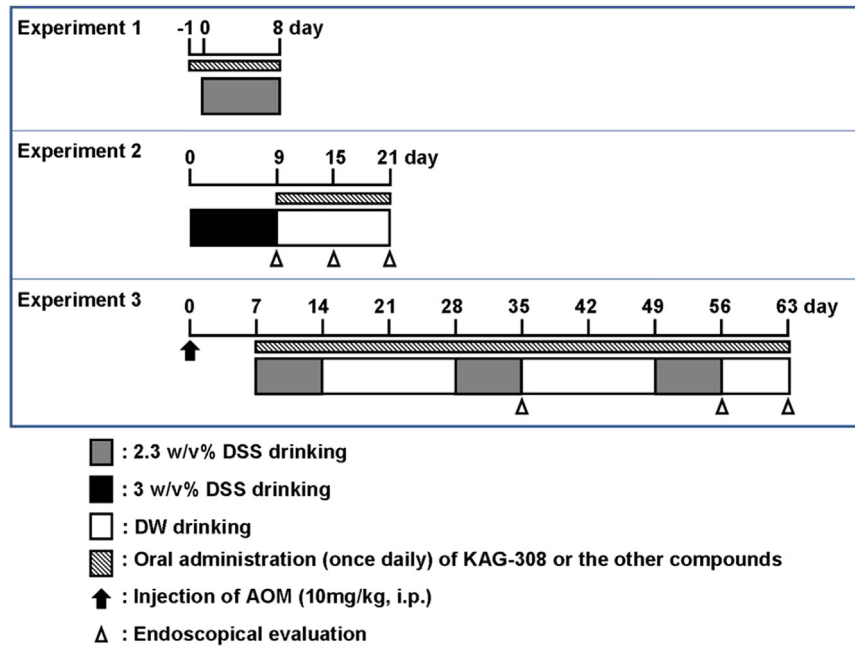 Experiment 1
-1 0 8 day
Experiment 2
0 9 15 21 day
Experiment 3
0 7 14 21 28 35 42 49 56 63 day
: 2.3 w/v% DSS drinking
: 3 w/v% DSS drinking
: DW drinking
: Oral administration (once daily) of KAG-308 or the other compounds
: Injection of AOM (10mg/kg, i.p.)
: Endoscopical evaluation